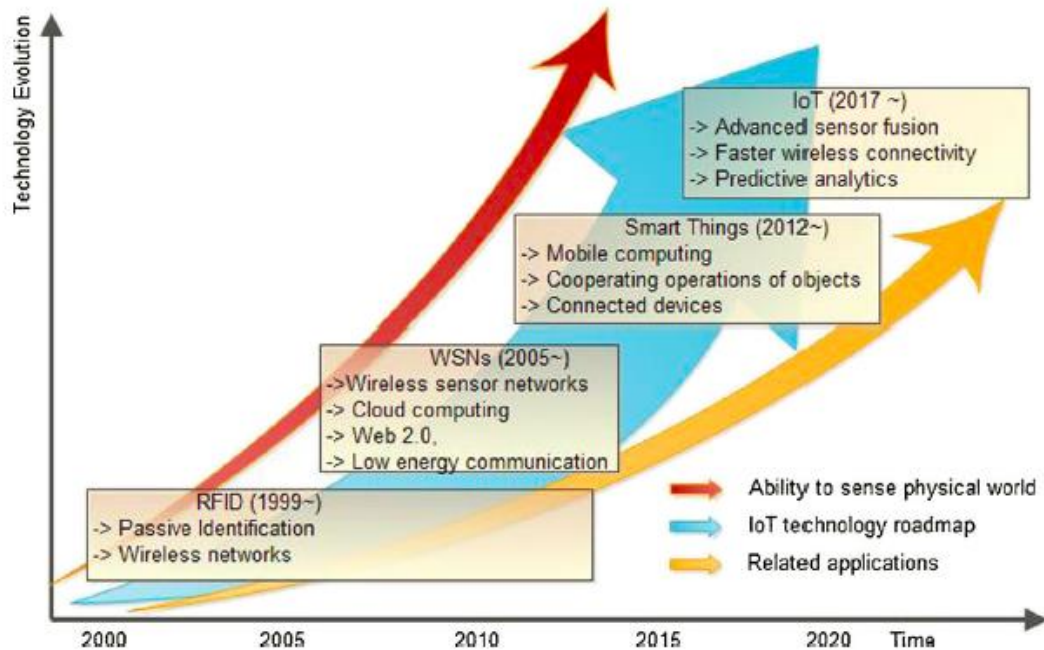 Technology Evolution
IoT (2017 ~)
-> Advanced sensor fusion
-> Faster wireless connectivity
-> Predictive analytics
Smart Things (2012~)
-> Mobile computing
-> Cooperating operations of objects
-> Connected devices
WSNs (2005~)
->Wireless sensor networks
-> Cloud computing
-> Web 2.0,
-> Low energy communication
RFID (1999~)
-> Passive Identification
-> Wireless networks
Ability to sense physical world
IoT technology roadmap
Related applications
2000 2005 2010 2015 2020 Time